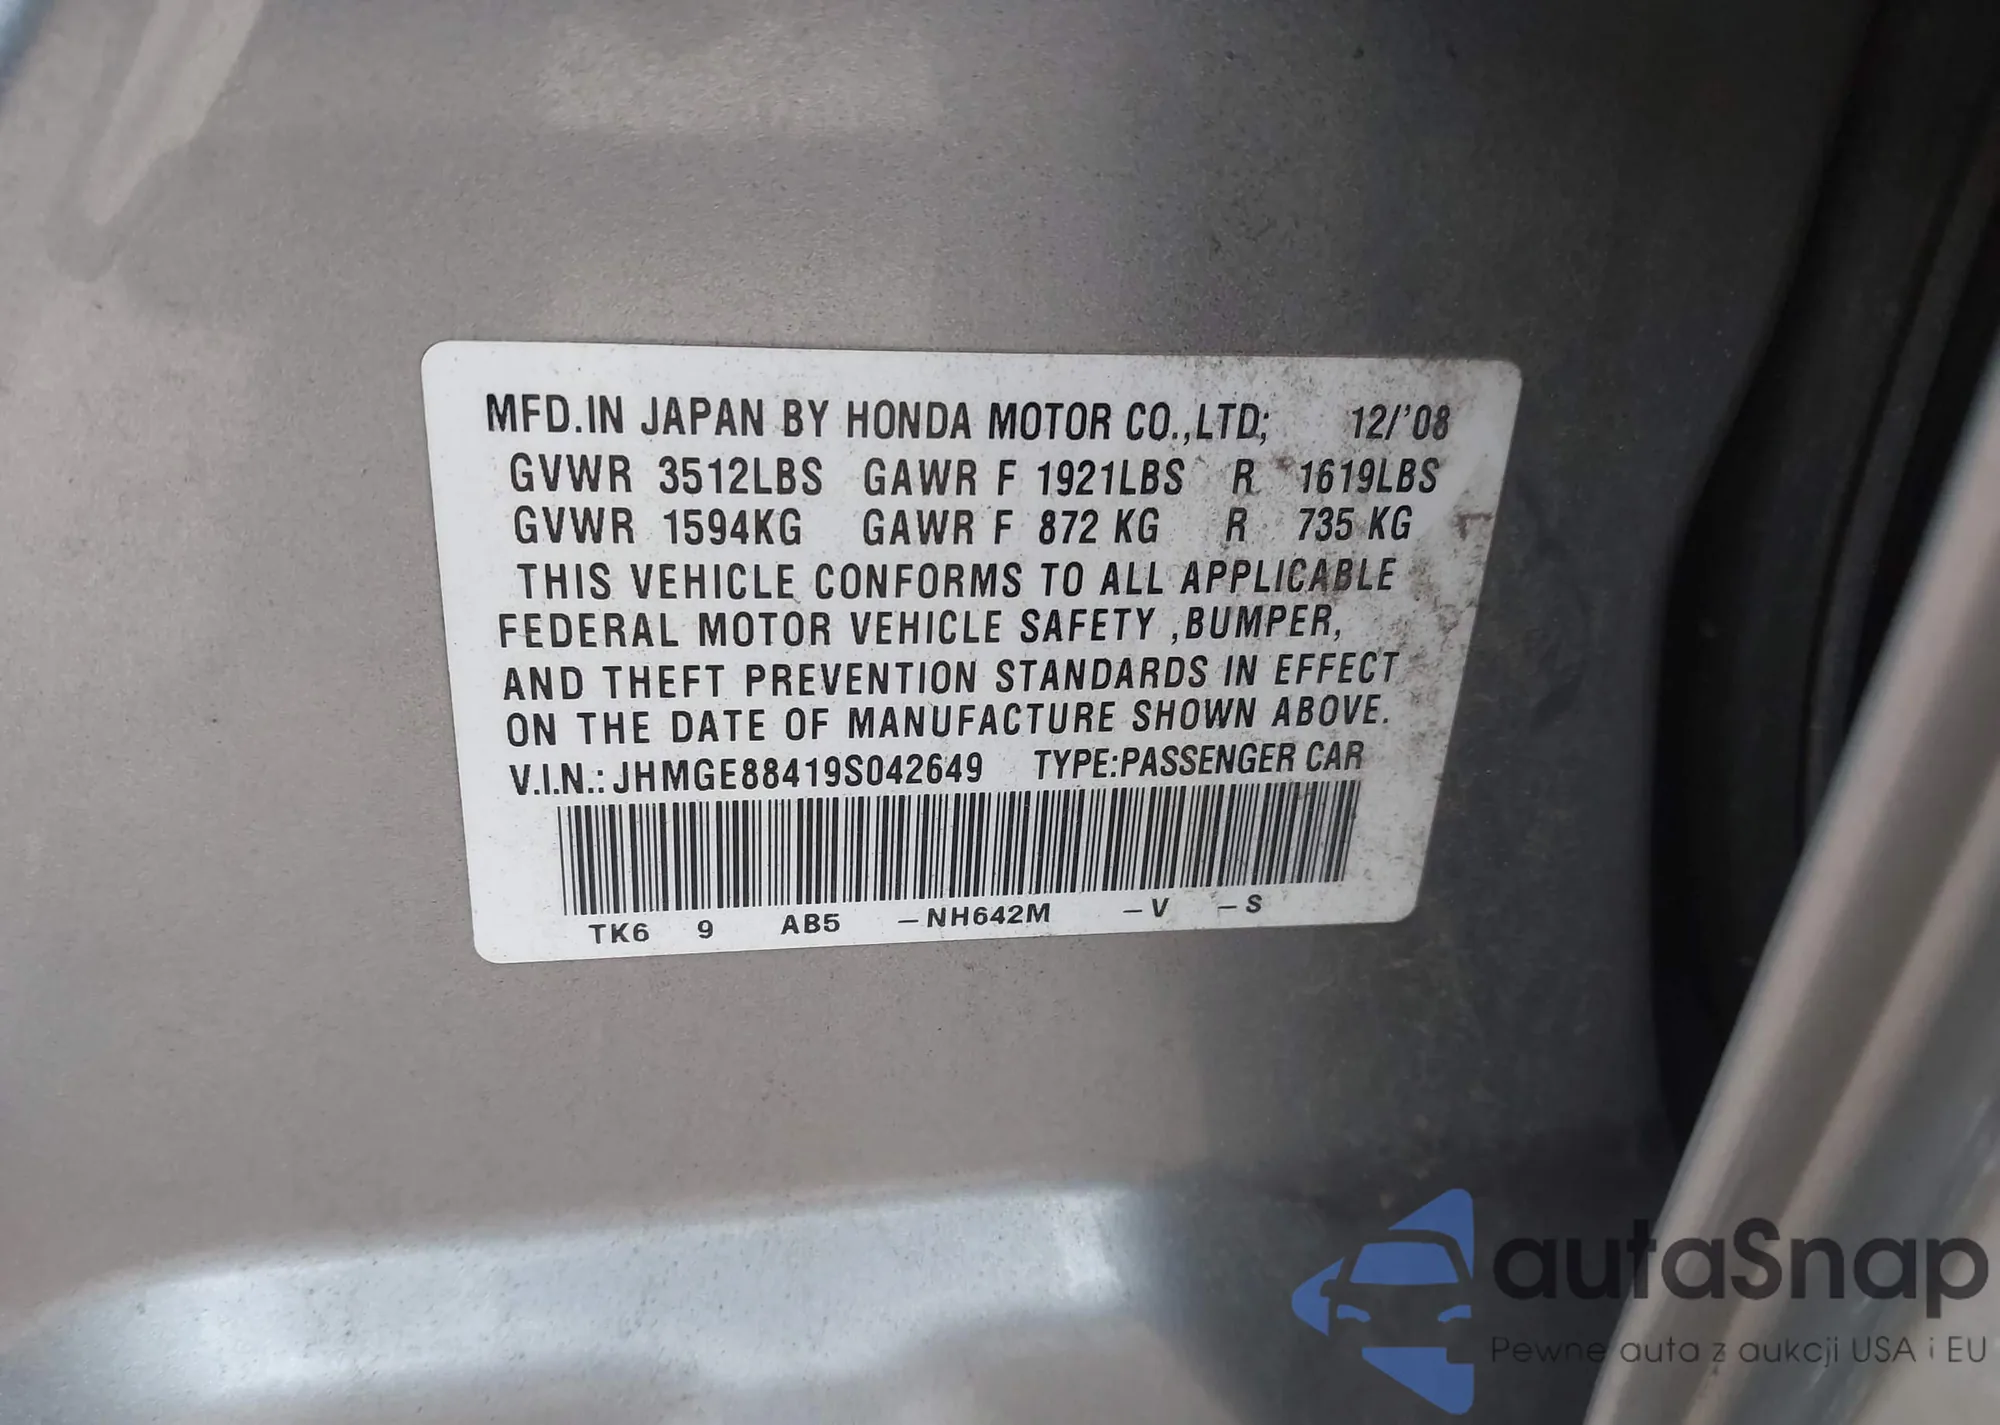 MFD.IN JAPAN BY HONDA MOTOR CO.,LTD; 12/'08
GVWR 3512LBS GAWR F 1921LBS R 1619LBS
GVWR 1594KG GAWR F 872 KG R 735 KG
THIS VEHICLE CONFORMS TO ALL APPLICABLE
FEDERAL MOTOR VEHICLE SAFETY ,BUMPER,
AND THEFT PREVENTION STANDARDS IN EFFECT
ON THE DATE OF MANUFACTURE SHOWN ABOVE.
V.I.N.: JHMGE88419S042649 TYPE:PASSENGER CAR
TK6 9 AB5 -NH642M -V -S
autaSnap
Pewne auta z aukcji USA i EU